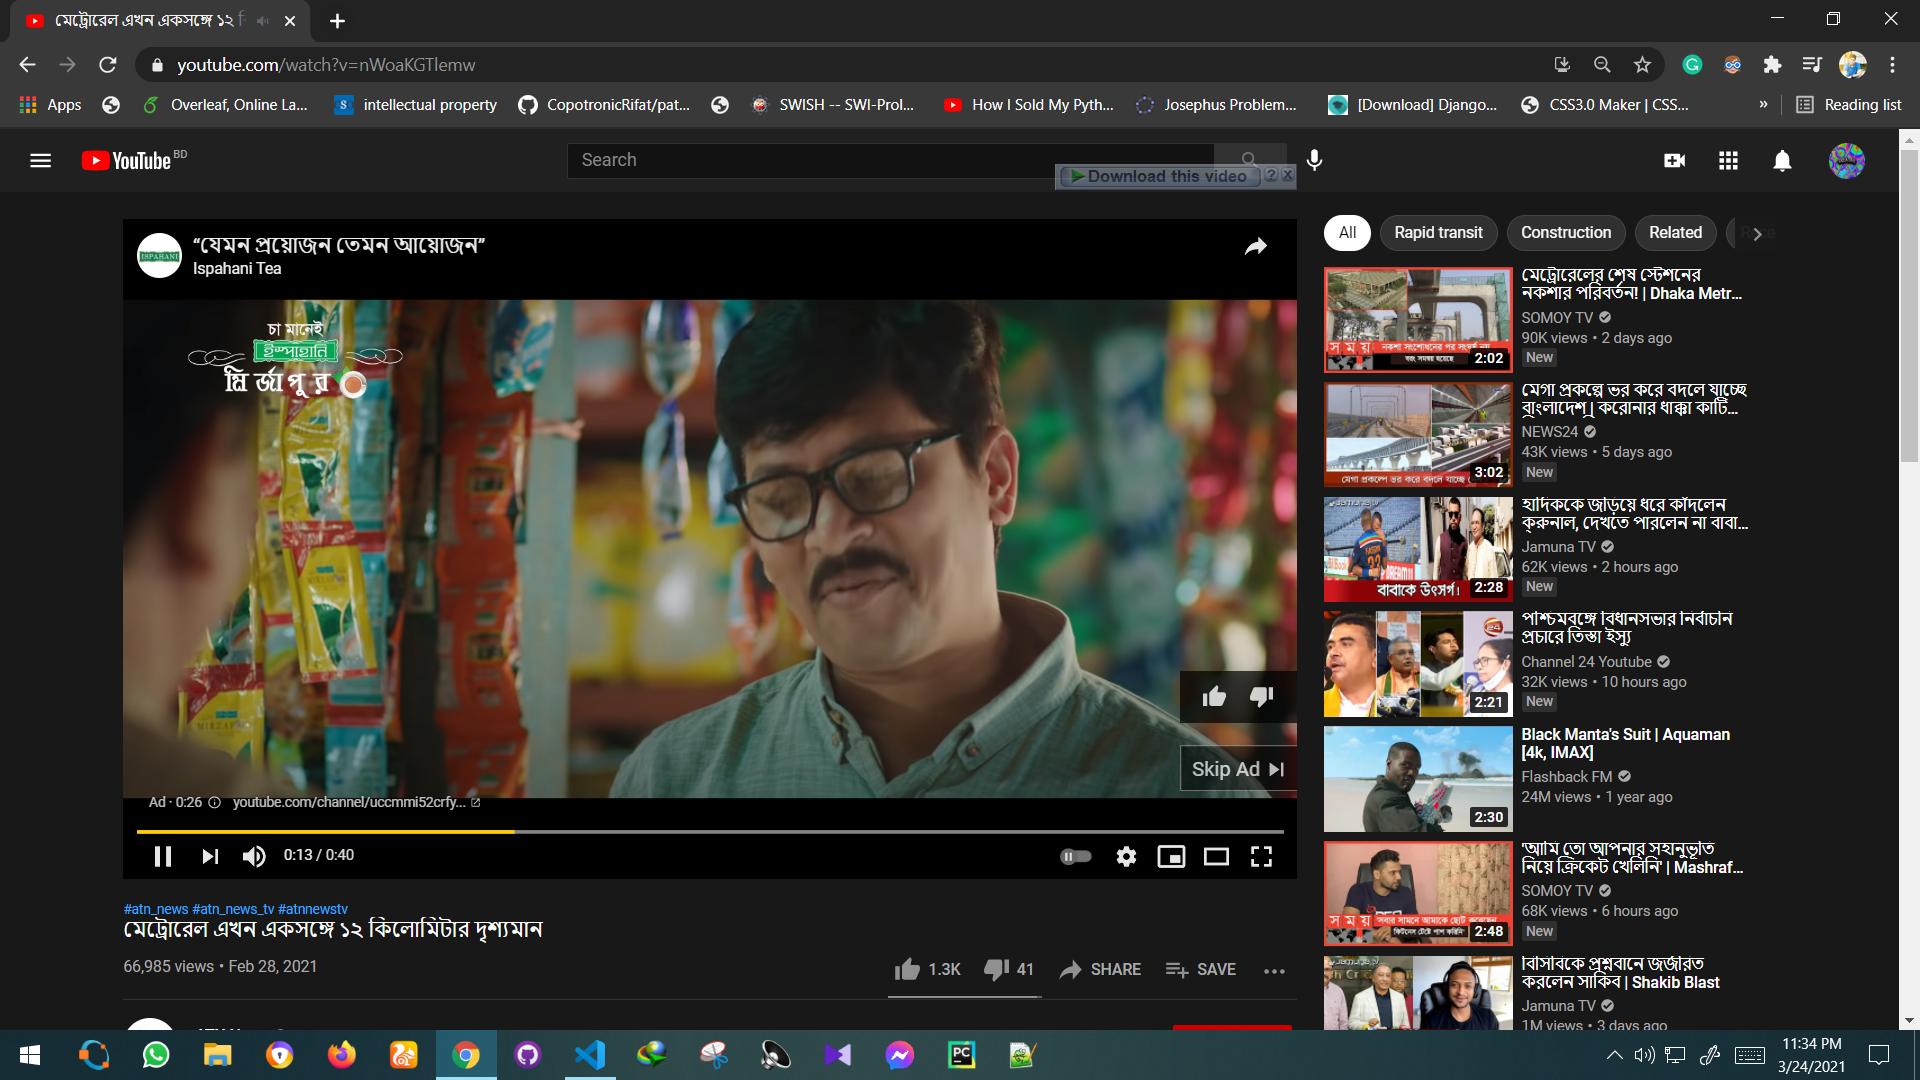 মেট্রোরেল এখন একসঙ্গে ১২
youtube.com/watch?v=nWoaKGTlemw
Apps
Overleaf, Online La...
intellectual property
CopotronicRifat/pat...
SWISH -- SWI-Prol...
How I Sold My Pyth...
Josephus Problem...
[Download] Django...
CSS3.0 Maker | CSS...
»
Reading list
YouTube BD
Search
Download this video
“যেমন প্রয়োজন তেমন আয়োজন”
Ispahani Tea
ISPAHANI
চা মানেই
ইস্পাহানি
মির্জাপুর
Skip Ad
Ad · 0:26
youtube.com/channel/uccmmi52crfy...
0:13 / 0:40
#atn_news #atn_news_tv #atnnewstv
মেট্রোরেল এখন একসঙ্গে ১২ কিলোমিটার দৃশ্যমান
66,985 views • Feb 28, 2021
1.3K
41
SHARE
SAVE
All
Rapid transit
Construction
Related
মেট্রোরেলের শেষ স্টেশনের
নকশার পরিবর্তন! | Dhaka Metr...
SOMOY TV
90K views • 2 days ago
New
সময়
2:02
মেগা প্রকল্পে ভর করে বদলে যাচ্ছে
বাংলাদেশ | করোনার ধাক্কা কাটি...
NEWS24
43K views • 5 days ago
New
3:02
হার্দিককে জড়িয়ে ধরে কাঁদলেন
ক্রুনাল, দেখতে পারলেন না বাবা...
Jamuna TV
62K views • 2 hours ago
New
বাবাকে উৎসর্গ!
2:28
পশ্চিমবঙ্গে বিধানসভার নির্বাচনি
প্রচারে তিস্তা ইস্যু
Channel 24 Youtube
32K views • 10 hours ago
New
2:21
Black Manta's Suit | Aquaman
[4k, IMAX]
Flashback FM
24M views • 1 year ago
2:30
'আমি তো আপনার সহানুভূতি
নিয়ে ক্রিকেট খেলিনি' | Mashraf...
SOMOY TV
68K views • 6 hours ago
New
সময়
2:48
বিসিবিকে প্রশ্নবানে জর্জরিত
করলেন সাকিব | Shakib Blast
Jamuna TV
1M views • 3 days ago
11:34 PM
3/24/2021